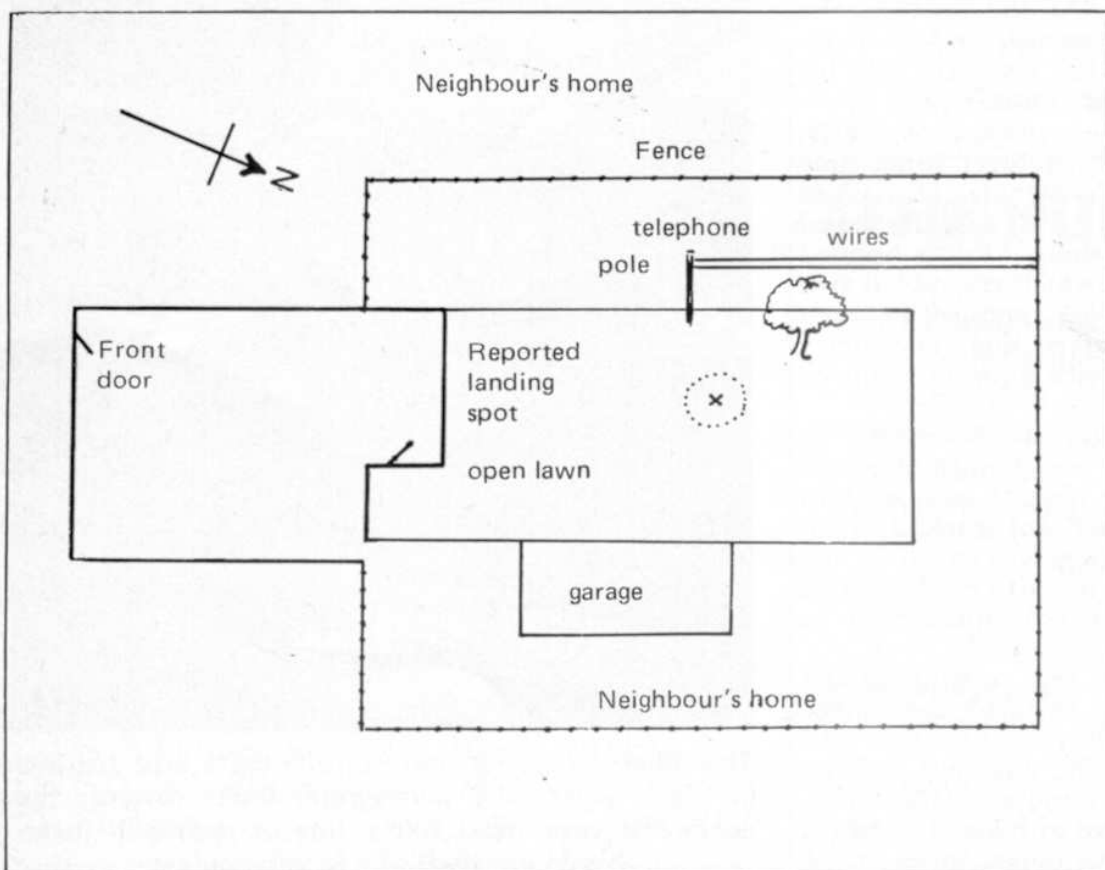 Neighbour's home
N
Fence
telephone
pole
wires
Front
door
Reported
landing
spot
open lawn
garage
Neighbour's home